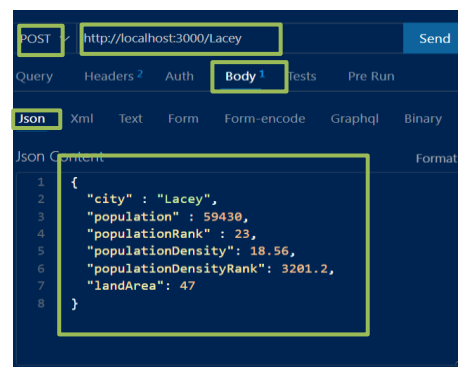 POST http://localhost:3000/Lacey Send
Query Headers 2 Auth Body 1 Tests Pre Run
Json Xml Text Form Form-encode Graphql Binary
Json Content Format
1 {
2 "city" : "Lacey",
3 "population" : 59430,
4 "populationRank" : 23,
5 "populationDensity": 18.56,
6 "populationDensityRank": 3201.2,
7 "landArea": 47
8 }